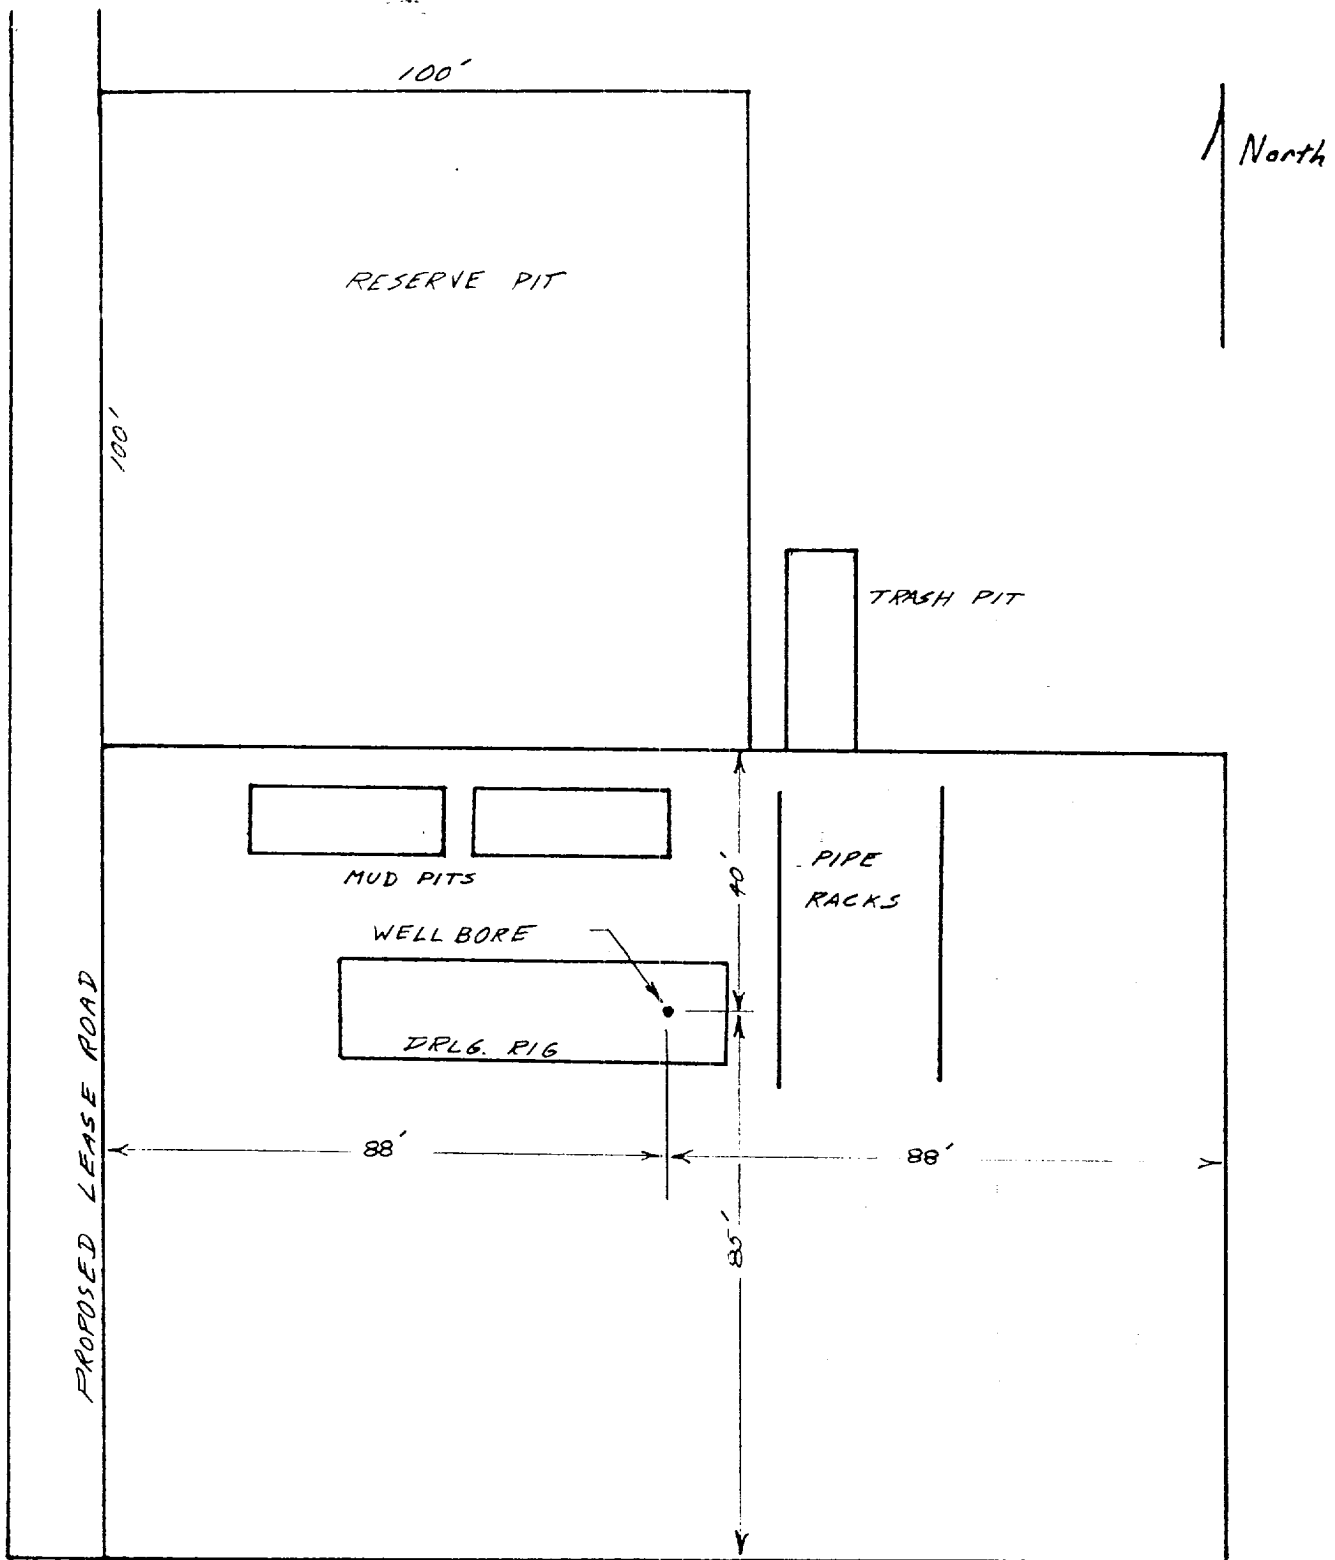 100'
North
RESERVE PIT
100'
TRASH PIT
40'
PIPE
RACKS
MUD PITS
WELL BORE
DRLG. RIG
PROPOSED LEASE ROAD
88'
88'
85'